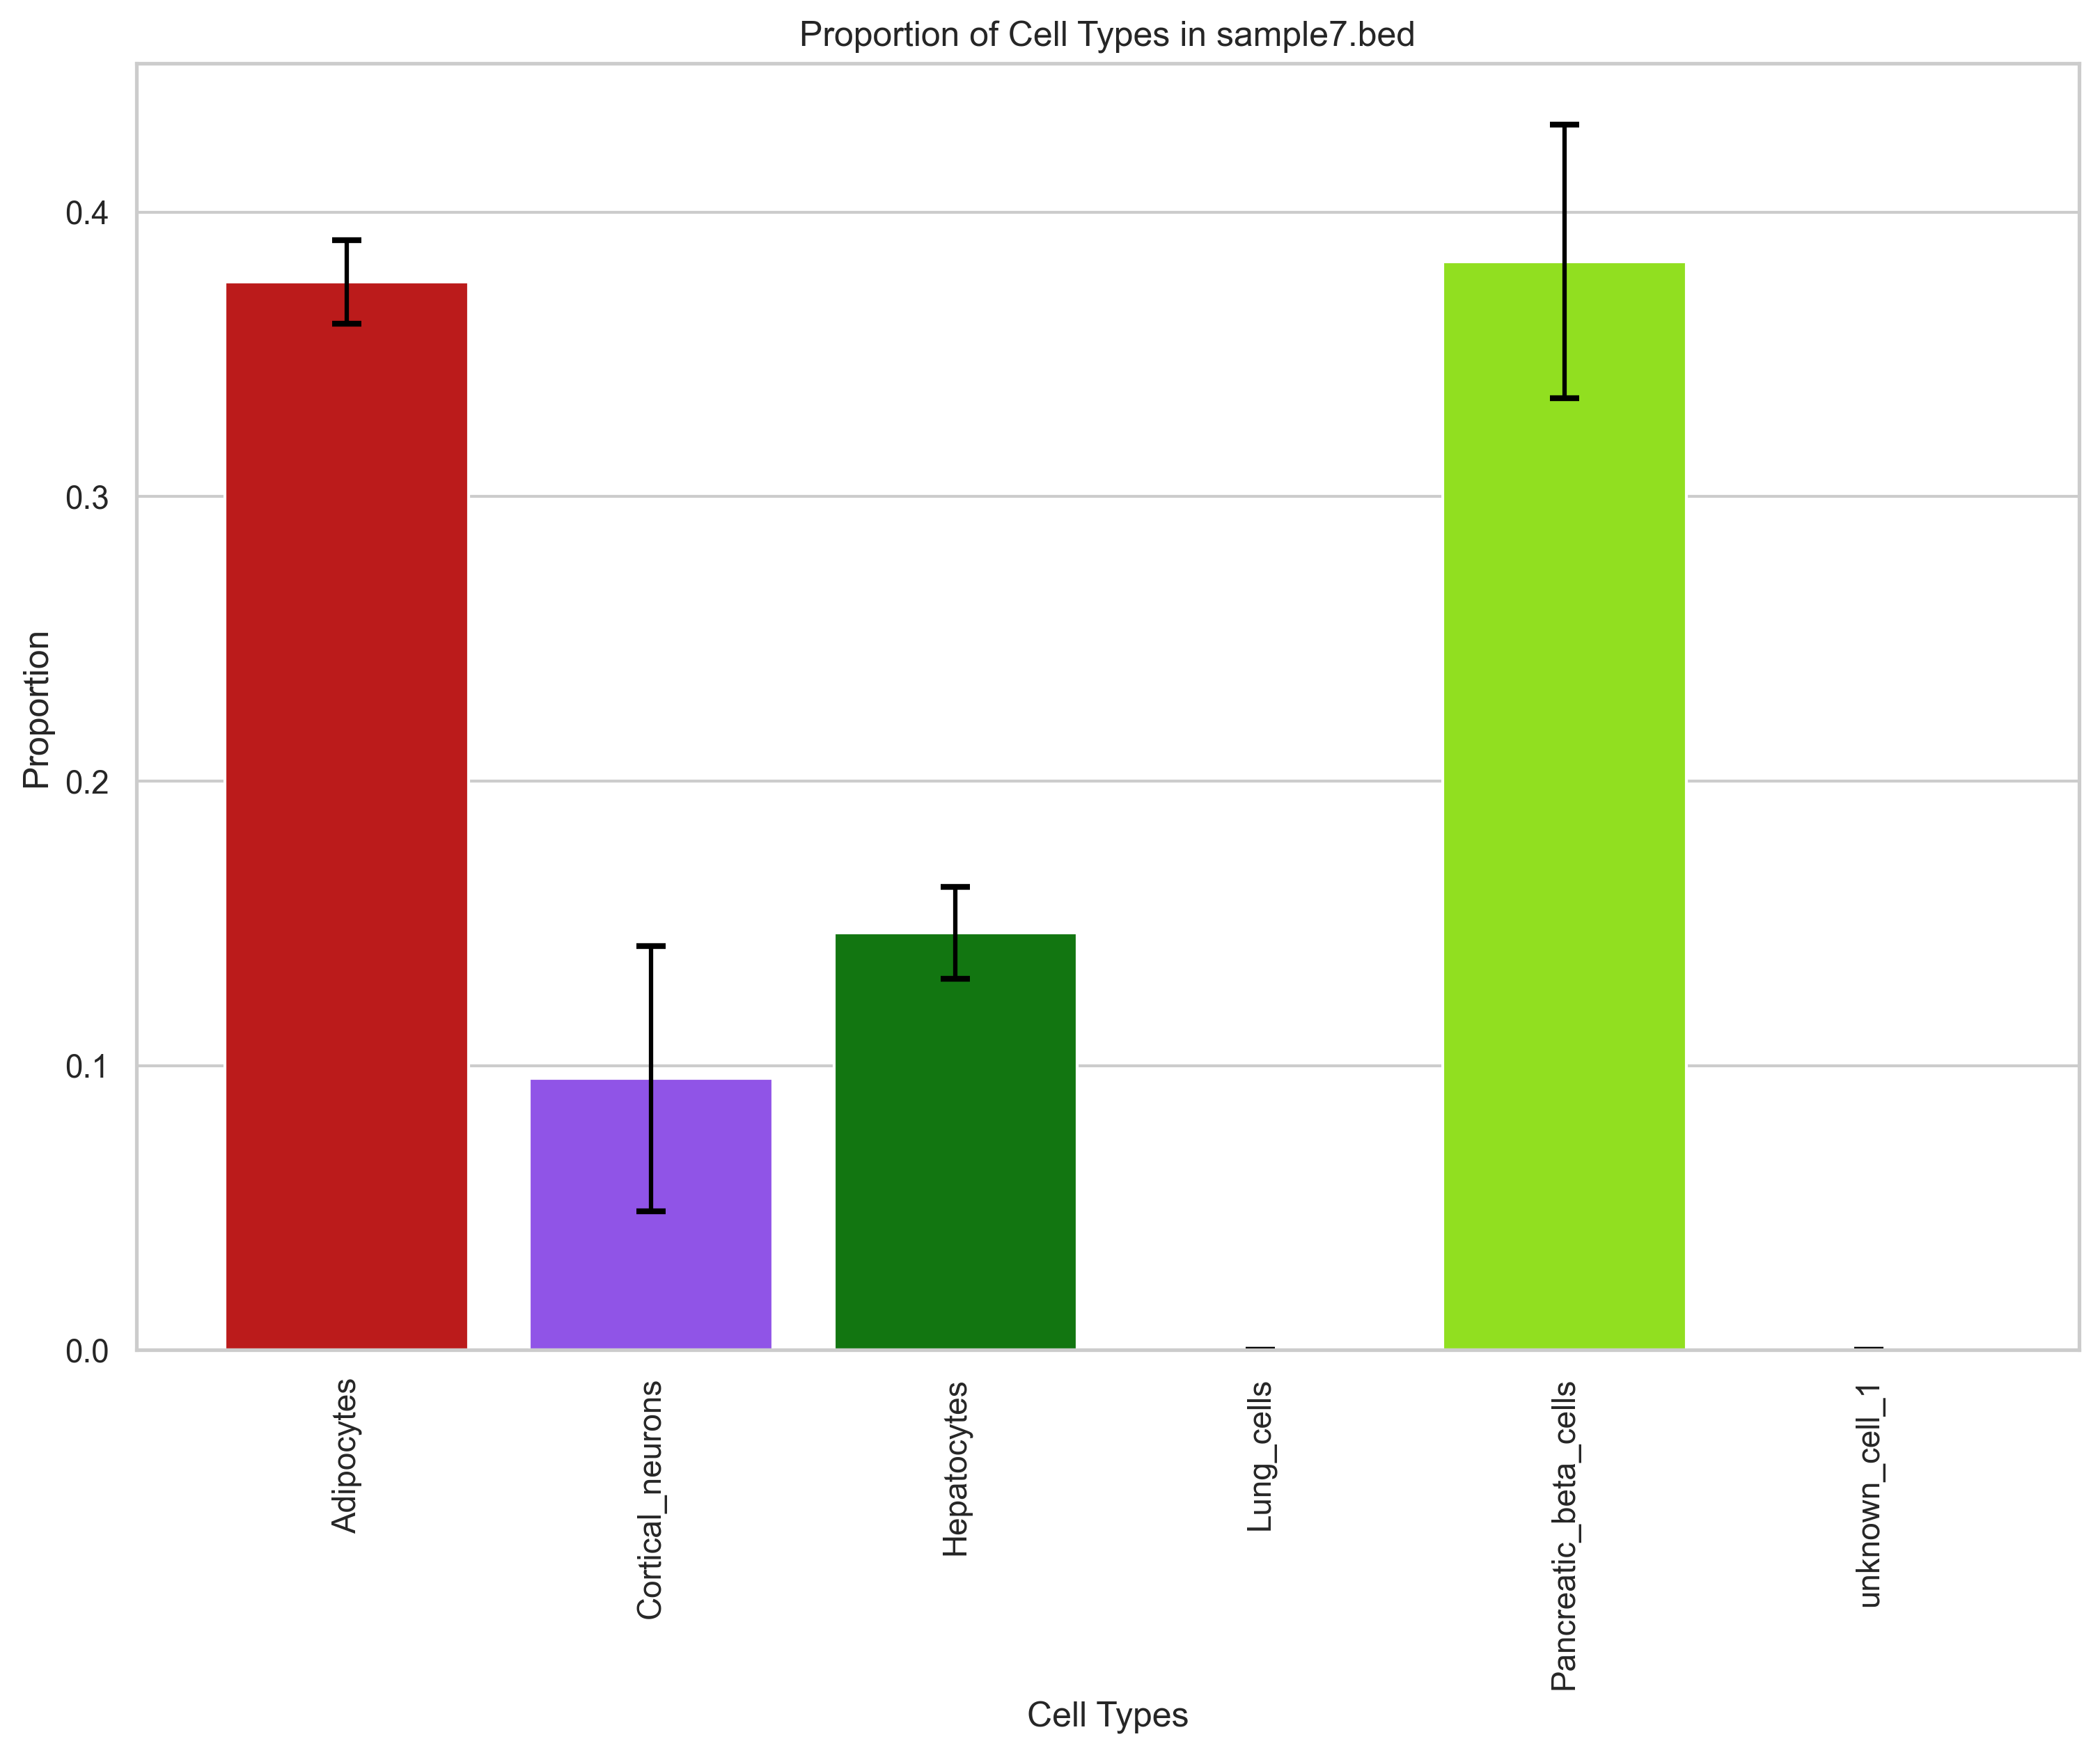 Proportion of Cell Types in sample7.bed
Proportion
0.4
0.3
0.2
0.1
0.0
Adipocytes
Cortical_neurons
Hepatocytes
Lung_cells
Pancreatic_beta_cells
unknown_cell_1
Cell Types